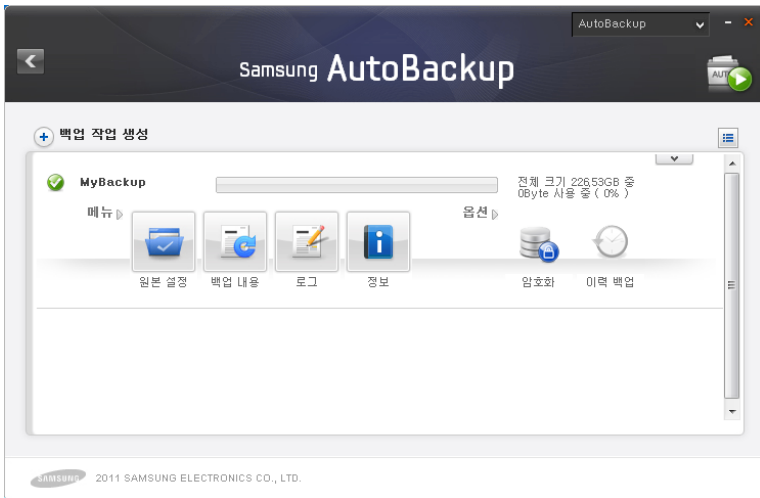 AutoBackup
Samsung AutoBackup
AUTO
백업 작업 생성
MyBackup
전체 크기 226,53GB 중
0Byte 사용 중 ( 0% )
메뉴
옵션
원본 설정
백업 내용
로그
정보
암호화
이력 백업
SAMSUNG
2011 SAMSUNG ELECTRONICS CO., LTD.